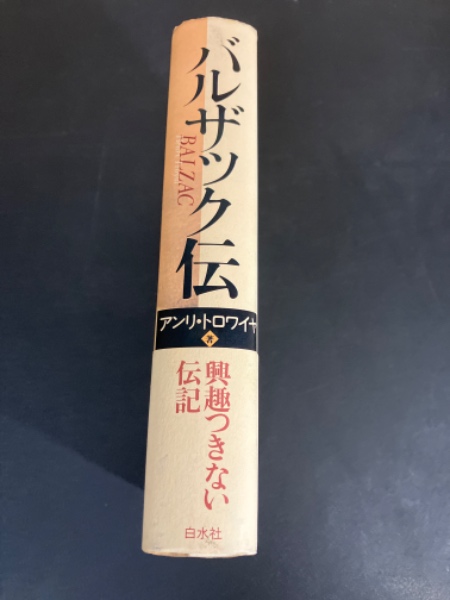 バルザック伝
BALZAC
アンリ・トロワイヤ
著
興趣つきない
伝記
白水社